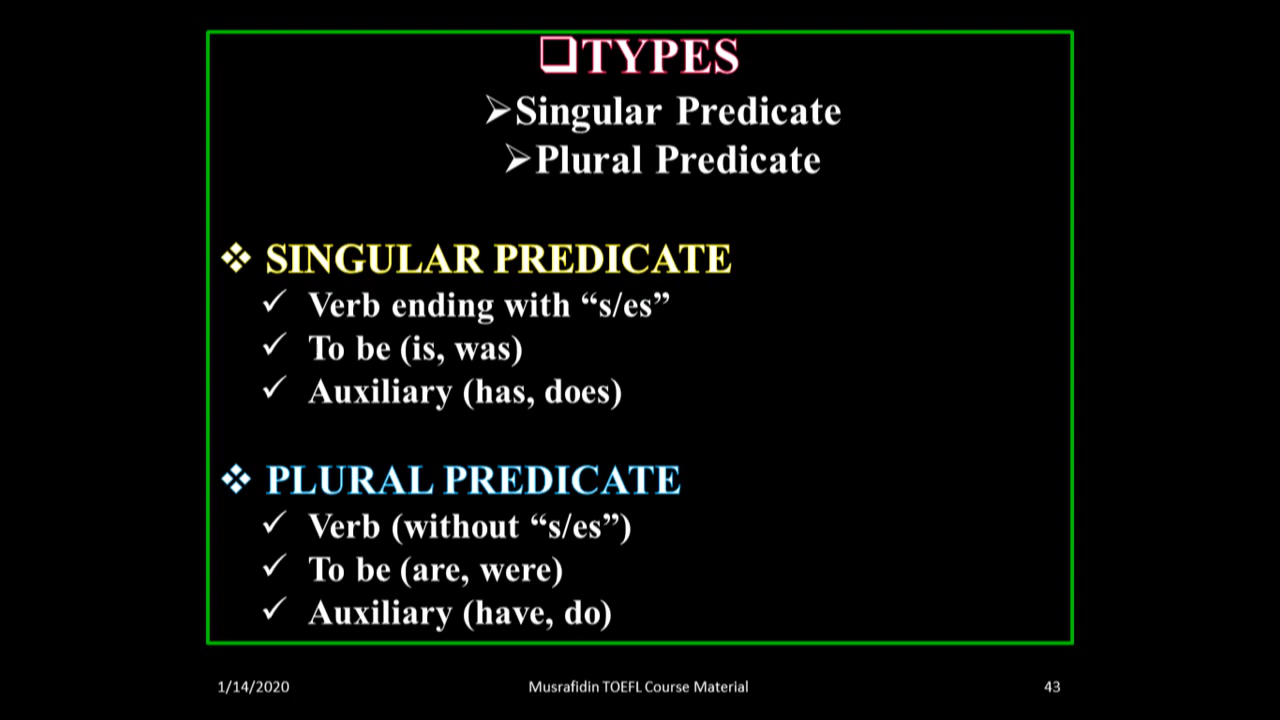 ❑TYPES
➢Singular Predicate
➢Plural Predicate
❖ SINGULAR PREDICATE
✓ Verb ending with “s/es”
✓ To be (is, was)
✓ Auxiliary (has, does)
❖ PLURAL PREDICATE
✓ Verb (without “s/es”)
✓ To be (are, were)
✓ Auxiliary (have, do)
1/14/2020 Musrafidin TOEFL Course Material 43